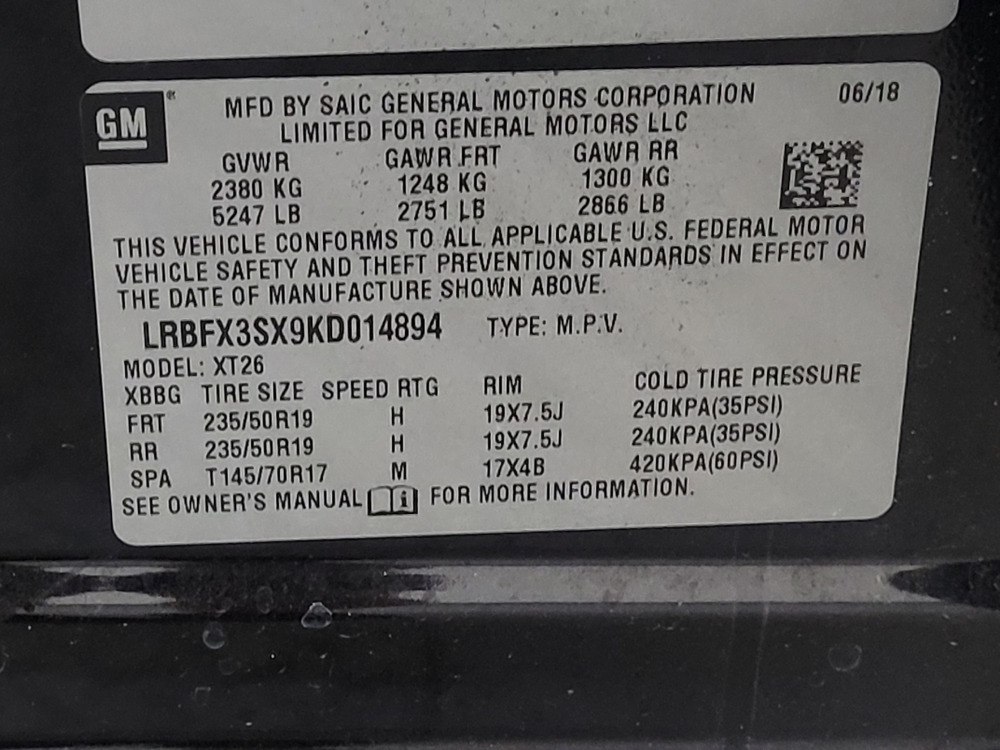 GM
MFD BY SAIC GENERAL MOTORS CORPORATION 06/18
LIMITED FOR GENERAL MOTORS LLC
GVWR GAWR FRT GAWR RR
2380 KG 1248 KG 1300 KG
5247 LB 2751 LB 2866 LB
THIS VEHICLE CONFORMS TO ALL APPLICABLE U.S. FEDERAL MOTOR
VEHICLE SAFETY AND THEFT PREVENTION STANDARDS IN EFFECT ON
THE DATE OF MANUFACTURE SHOWN ABOVE.
LRBFX3SX9KD014894 TYPE: M.P.V.
MODEL: XT26
XBBG TIRE SIZE SPEED RTG RIM COLD TIRE PRESSURE
FRT 235/50R19 H 19X7.5J 240KPA(35PSI)
RR 235/50R19 H 19X7.5J 240KPA(35PSI)
SPA T145/70R17 M 17X4B 420KPA(60PSI)
SEE OWNER'S MANUAL i FOR MORE INFORMATION.